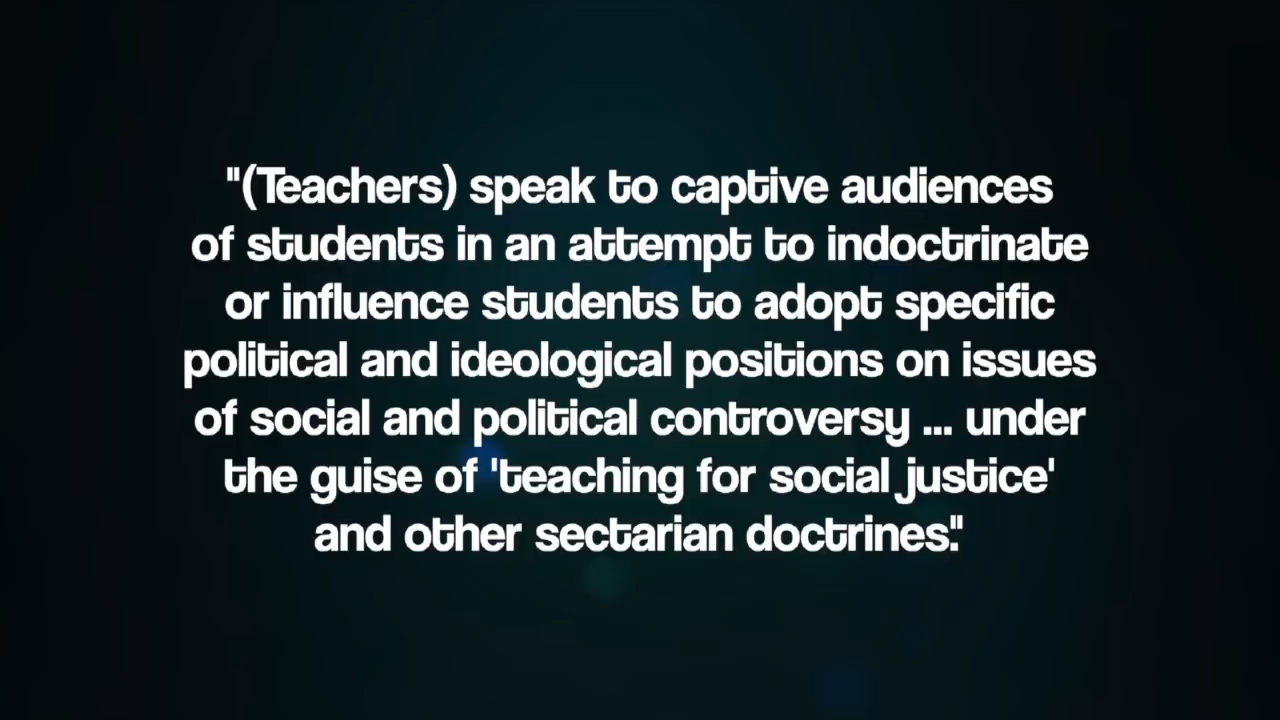 "(Teachers) speak to captive audiences
of students in an attempt to indoctrinate
or influence students to adopt specific
political and ideological positions on issues
of social and political controversy ... under
the guise of 'teaching for social justice'
and other sectarian doctrines."